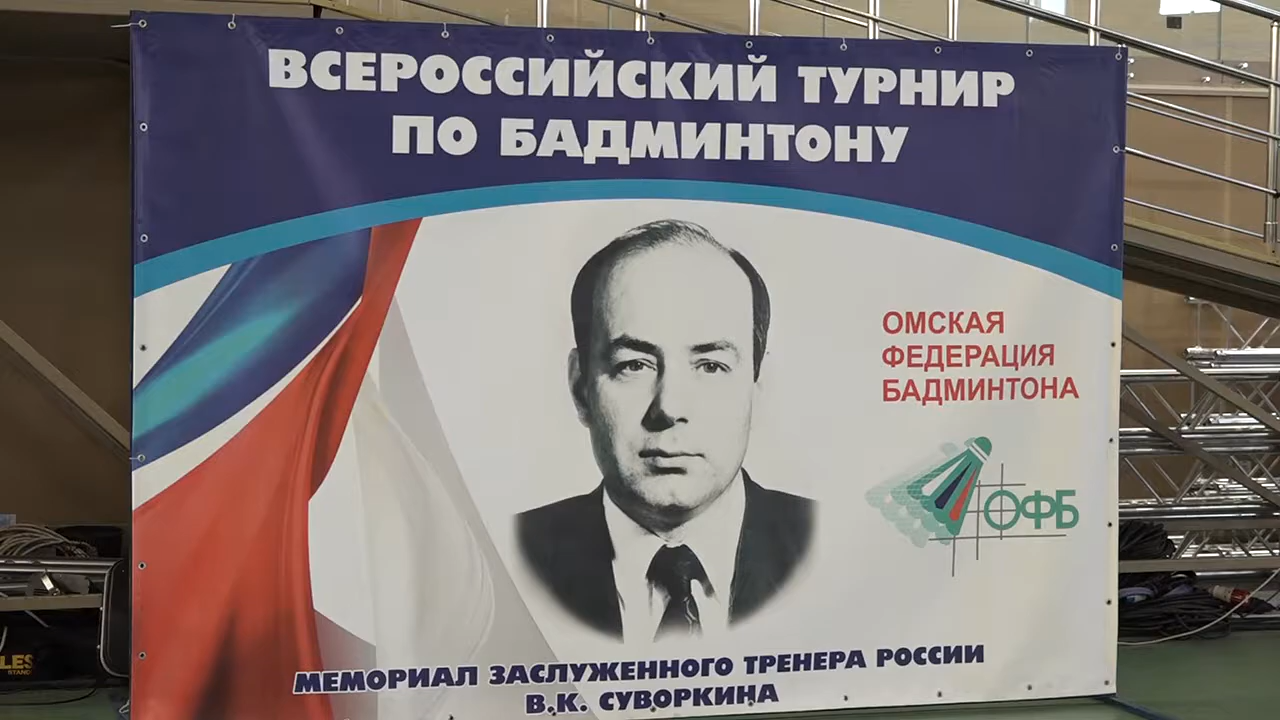 ВСЕРОССИЙСКИЙ ТУРНИР
ПО БАДМИНТОНУ
ОМСКАЯ
ФЕДЕРАЦИЯ
БАДМИНТОНА
ОФБ
МЕМОРИАЛ ЗАСЛУЖЕННОГО ТРЕНЕРА РОССИИ
В.К. СУВОРКИНА